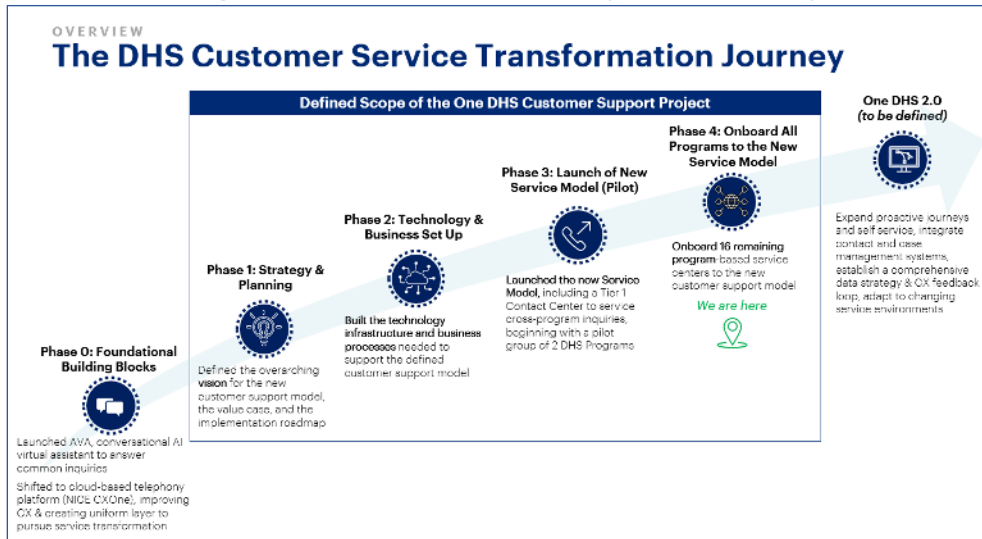 OVERVIEW
The DHS Customer Service Transformation Journey
Defined Scope of the One DHS Customer Support Project
Phase 0: Foundational
Building Blocks
Launched AVA, conversational AI
virtual assistant to answer
common inquiries
Shifted to cloud-based telephony
platform (NICE CXOne), improving
CX & creating uniform layer to
pursue service transformation
Phase 1: Strategy &
Planning
Defined the overarching
vision for the new
customer support model,
the value case, and the
implementation roadmap
Phase 2: Technology &
Business Set Up
Built the technology
infrastructure and business
processes needed to
support the defined
customer support model
Phase 3: Launch of New
Service Model (Pilot)
Launched the now Service
Model, including a Tier 1
Contact Center to service
cross-program inquiries,
beginning with a pilot
group of 2 DHS Programs
Phase 4: Onboard All
Programs to the New
Service Model
Onboard 16 remaining
program-based service
centers to the new
customer support model
We are here
One DHS 2.0
(to be defined)
Expand proactive journeys
and self service, integrate
contact and case
management systems,
establish a comprehensive
data strategy & CX feedback
loop, adapt to changing
service environments